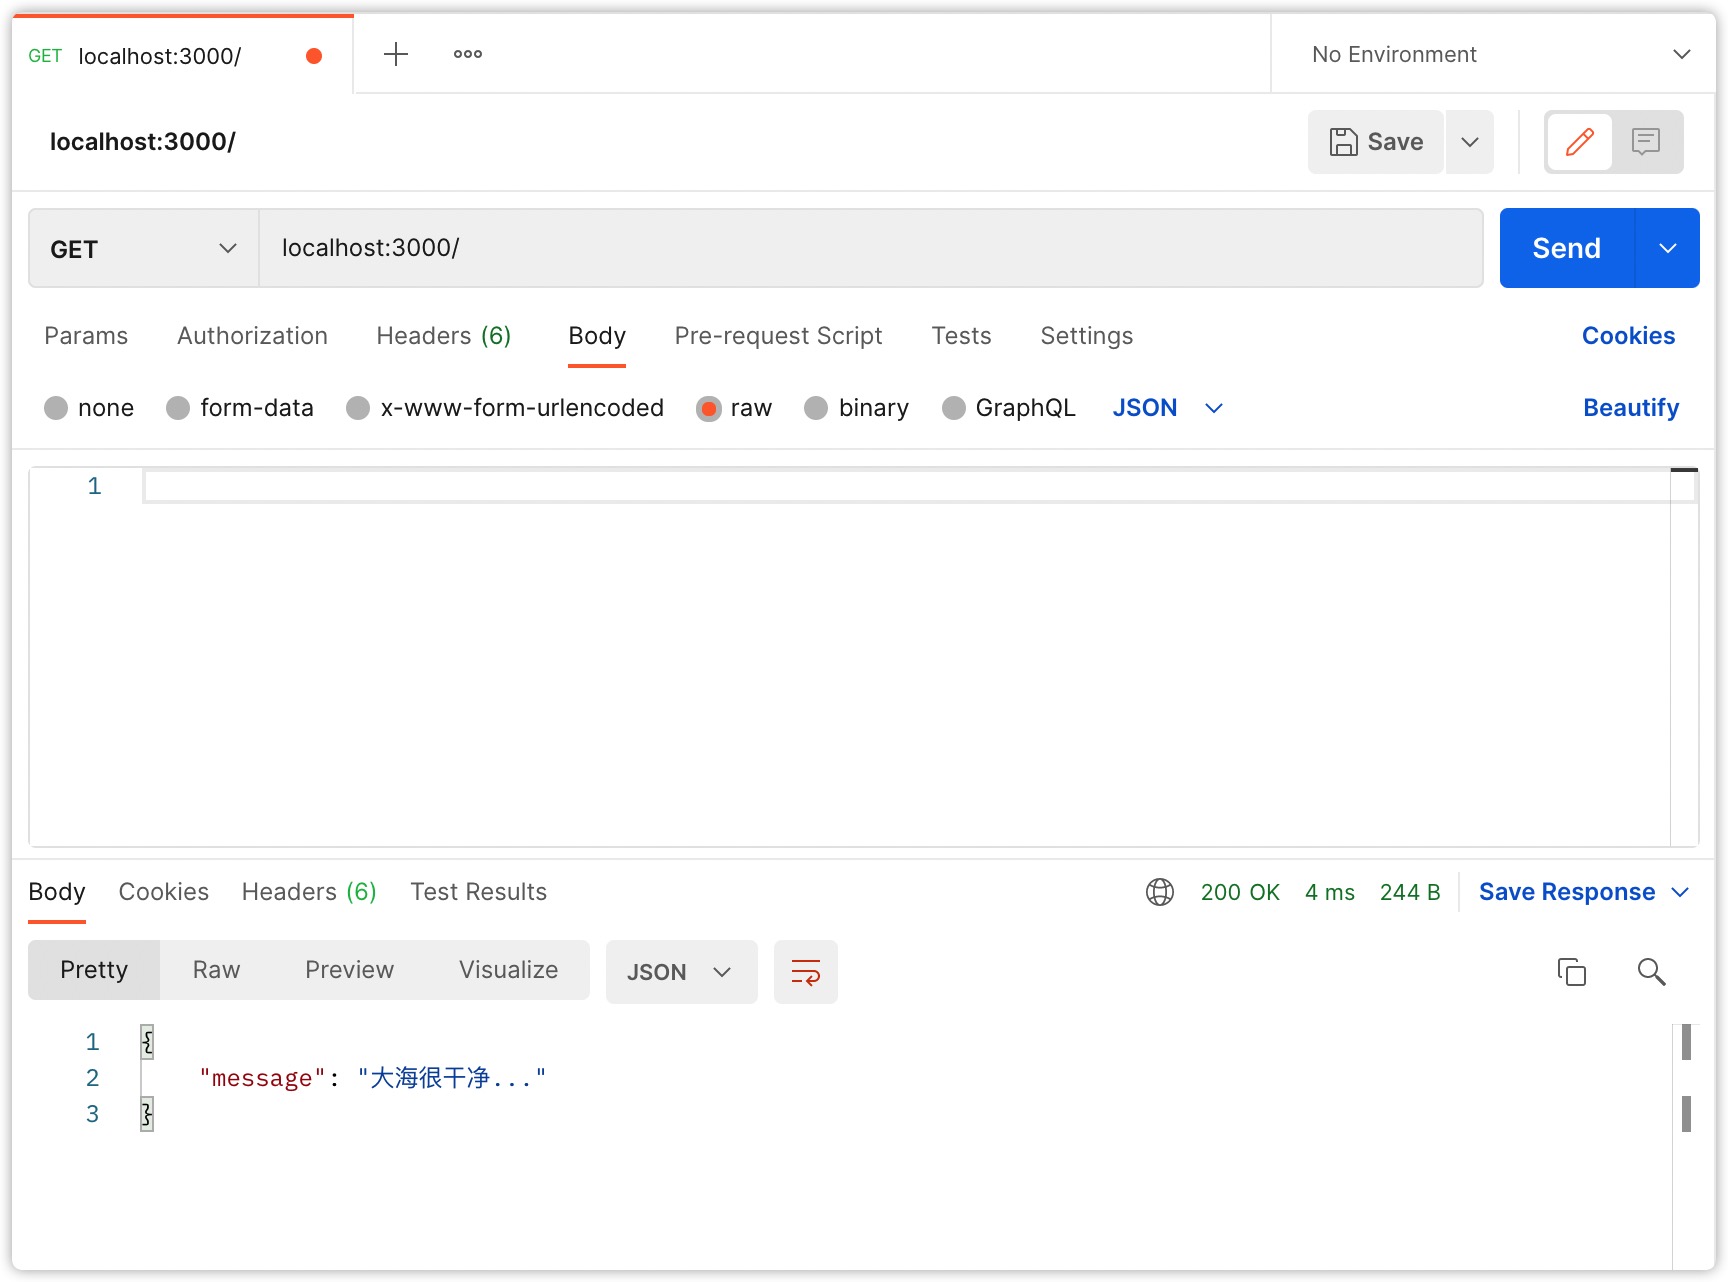 GET localhost:3000/
No Environment
localhost:3000/
Save
GET localhost:3000/ Send
Params Authorization Headers (6) Body Pre-request Script Tests Settings Cookies
none form-data x-www-form-urlencoded raw binary GraphQL JSON Beautify
1
Body Cookies Headers (6) Test Results 200 OK 4 ms 244 B Save Response
Pretty Raw Preview Visualize JSON
1 {
2 "message": "大海很干净..."
3 }